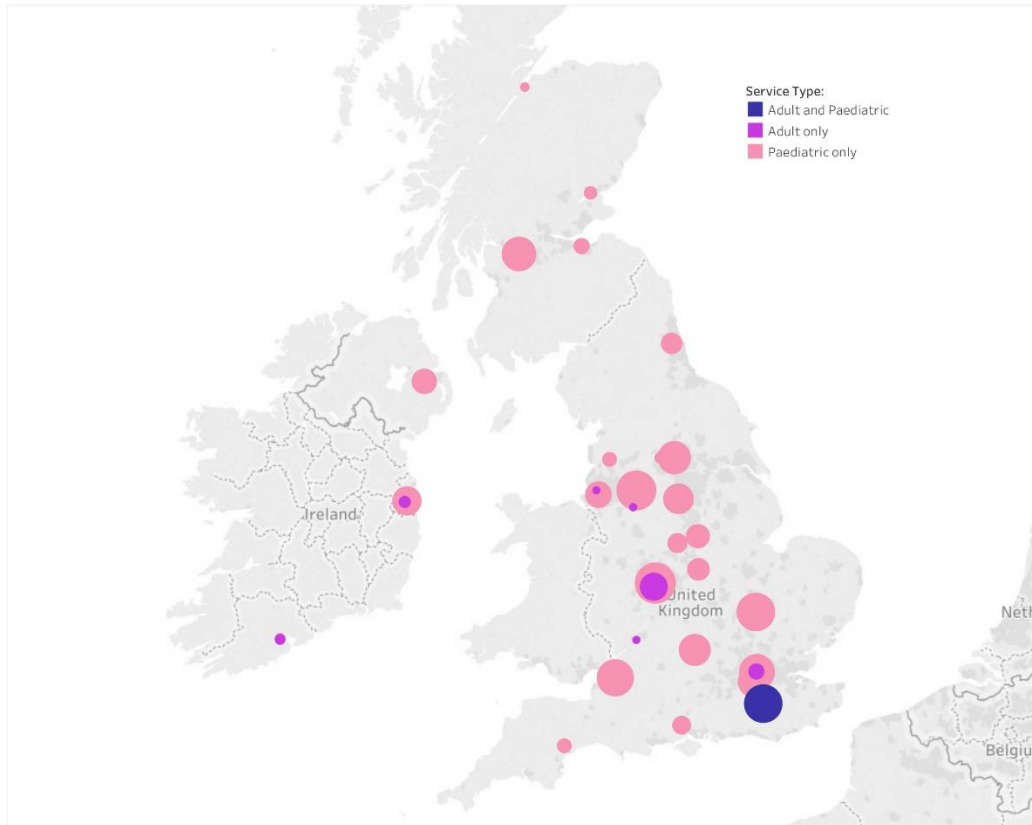 Service Type:
Adult and Paediatric
Adult only
Paediatric only
Ireland
United
Kingdom
Neth
Belgiu